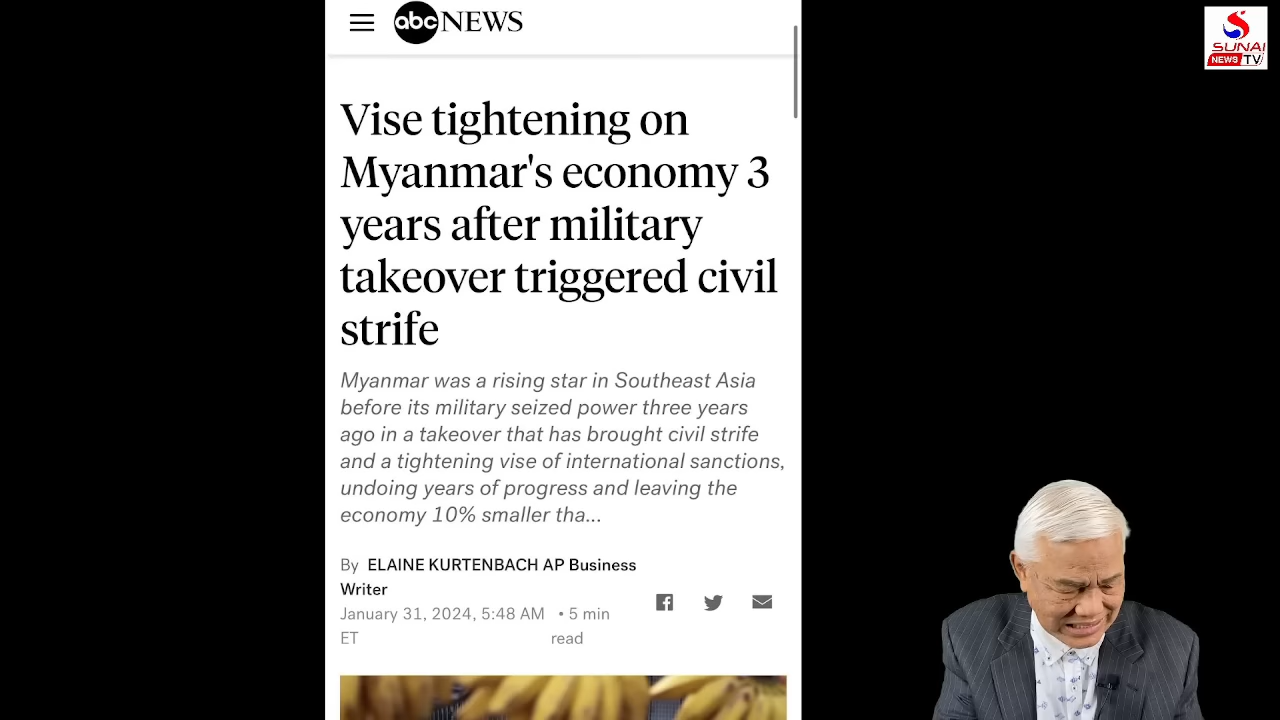 abc NEWS
SUNAI
NEWS TV
Vise tightening on
Myanmar's economy 3
years after military
takeover triggered civil
strife
Myanmar was a rising star in Southeast Asia
before its military seized power three years
ago in a takeover that has brought civil strife
and a tightening vise of international sanctions,
undoing years of progress and leaving the
economy 10% smaller tha...
By ELAINE KURTENBACH AP Business
Writer
January 31, 2024, 5:48 AM • 5 min
ET read